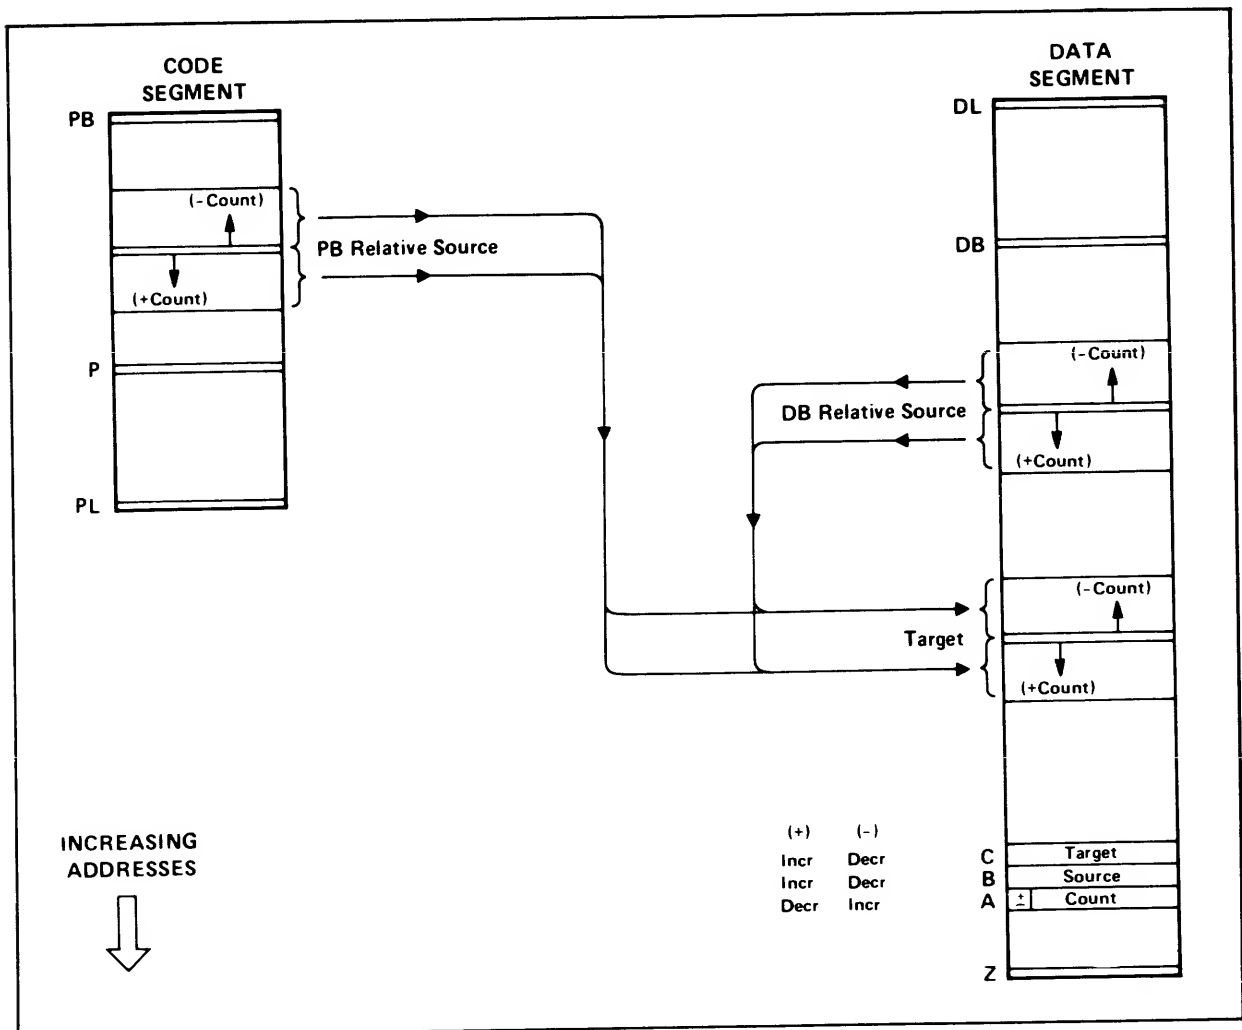 CODE
SEGMENT
PB
(-Count)
PB Relative Source
(+Count)
P
PL
DATA
SEGMENT
DL
DB
(-Count)
DB Relative Source
(+Count)
(-Count)
Target
(+Count)
INCREASING
ADDRESSES
(+) (-)
Incr Decr C Target
Incr Decr B Source
Decr Incr A ± Count
Z